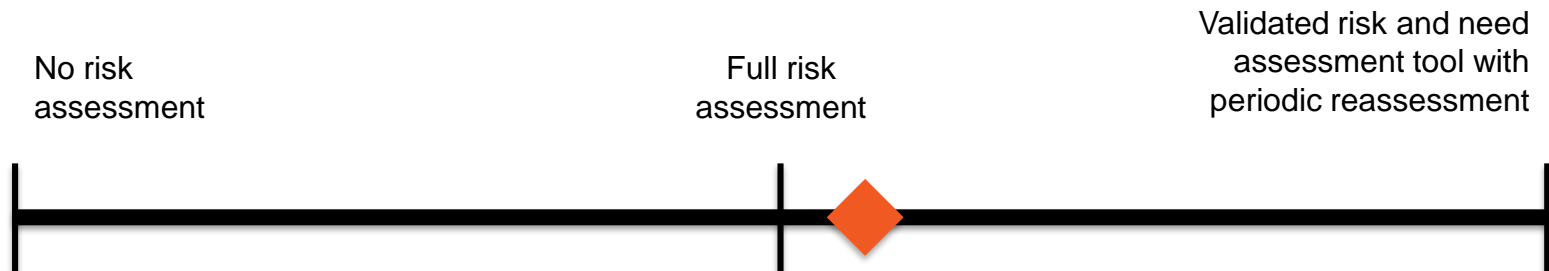 No risk
assessment
Full risk
assessment
Validated risk and need
assessment tool with
periodic reassessment